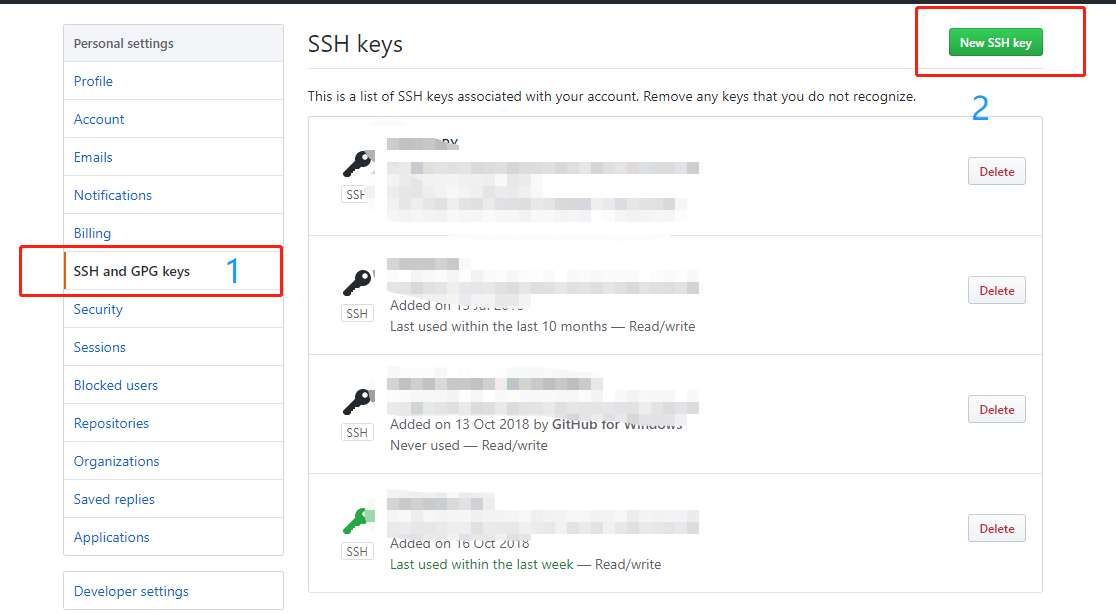 Personal settings
Profile
Account
Emails
Notifications
Billing
SSH and GPG keys 1
Security
Sessions
Blocked users
Repositories
Organizations
Saved replies
Applications
Developer settings
SSH keys
New SSH key
2
This is a list of SSH keys associated with your account. Remove any keys that you do not recognize.
SSH
Delete
SSH
Added on
Last used within the last 10 months — Read/write
Delete
SSH
Added on 13 Oct 2018 by GitHub for Windows
Never used — Read/write
Delete
SSH
Added on 16 Oct 2018
Last used within the last week — Read/write
Delete